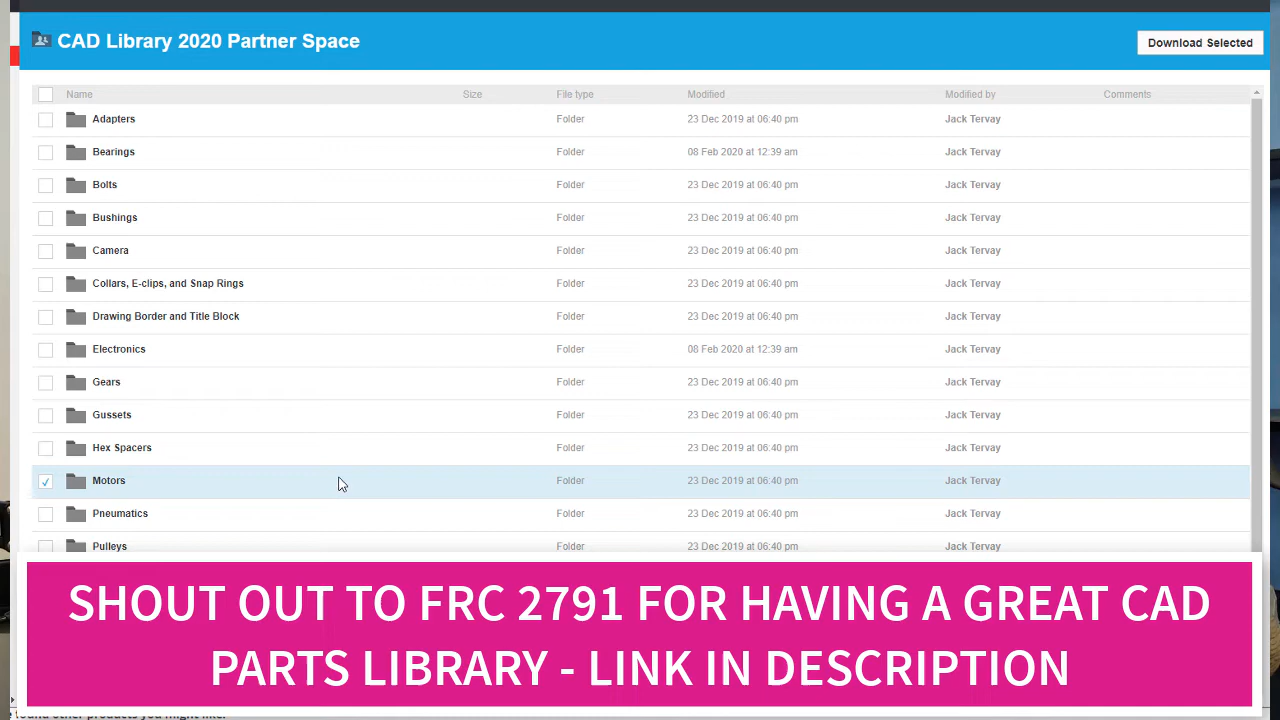 CAD Library 2020 Partner Space
Download Selected
Name Size File type Modified Modified by Comments
Adapters Folder 23 Dec 2019 at 06:40 pm Jack Tervay
Bearings Folder 08 Feb 2020 at 12:39 am Jack Tervay
Bolts Folder 23 Dec 2019 at 06:40 pm Jack Tervay
Bushings Folder 23 Dec 2019 at 06:40 pm Jack Tervay
Camera Folder 23 Dec 2019 at 06:40 pm Jack Tervay
Collars, E-clips, and Snap Rings Folder 23 Dec 2019 at 06:40 pm Jack Tervay
Drawing Border and Title Block Folder 23 Dec 2019 at 06:40 pm Jack Tervay
Electronics Folder 08 Feb 2020 at 12:39 am Jack Tervay
Gears Folder 23 Dec 2019 at 06:40 pm Jack Tervay
Gussets Folder 23 Dec 2019 at 06:40 pm Jack Tervay
Hex Spacers Folder 23 Dec 2019 at 06:40 pm Jack Tervay
Motors Folder 23 Dec 2019 at 06:40 pm Jack Tervay
Pneumatics Folder 23 Dec 2019 at 06:40 pm Jack Tervay
Pulleys Folder 23 Dec 2019 at 06:40 pm Jack Tervay
SHOUT OUT TO FRC 2791 FOR HAVING A GREAT CAD
PARTS LIBRARY - LINK IN DESCRIPTION